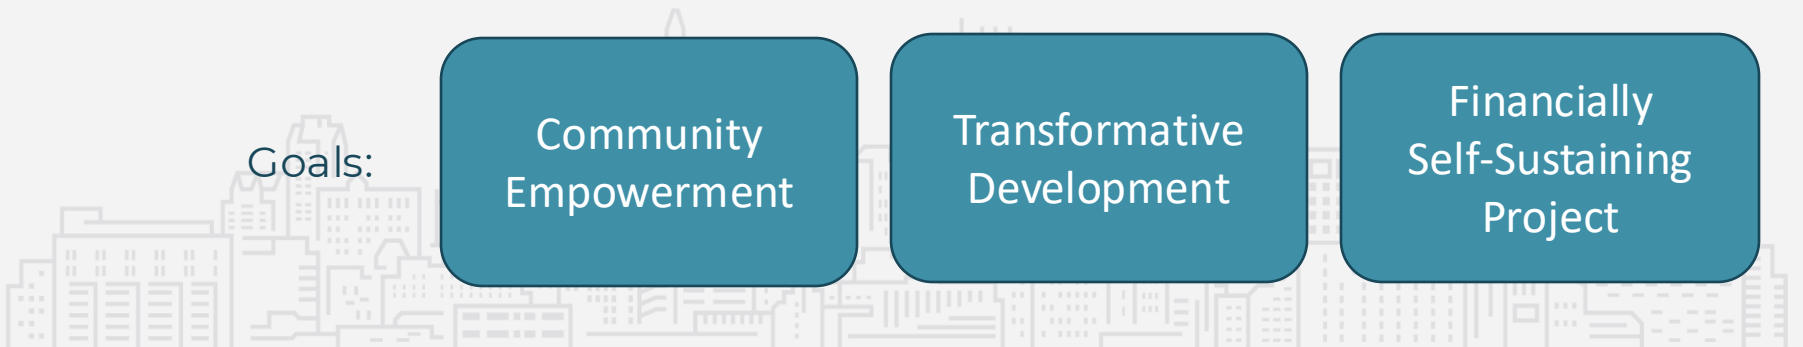 Goals:
Community
Empowerment
Transformative
Development
Financially
Self-Sustaining
Project